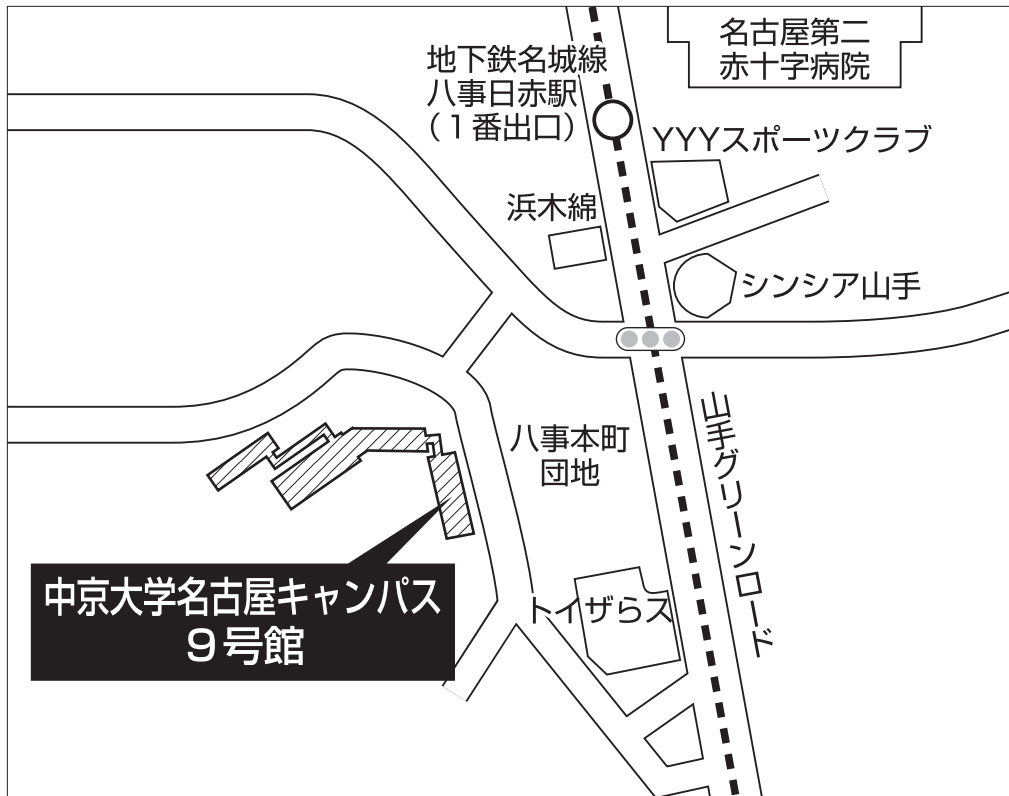 名古屋第二
赤十字病院
地下鉄名城線
八事日赤駅
（１番出口）
YYYスポーツクラブ
浜木綿
シンシア山手
八事本町
団地
山手グリーンロード
トイザらス
中京大学名古屋キャンパス
９号館